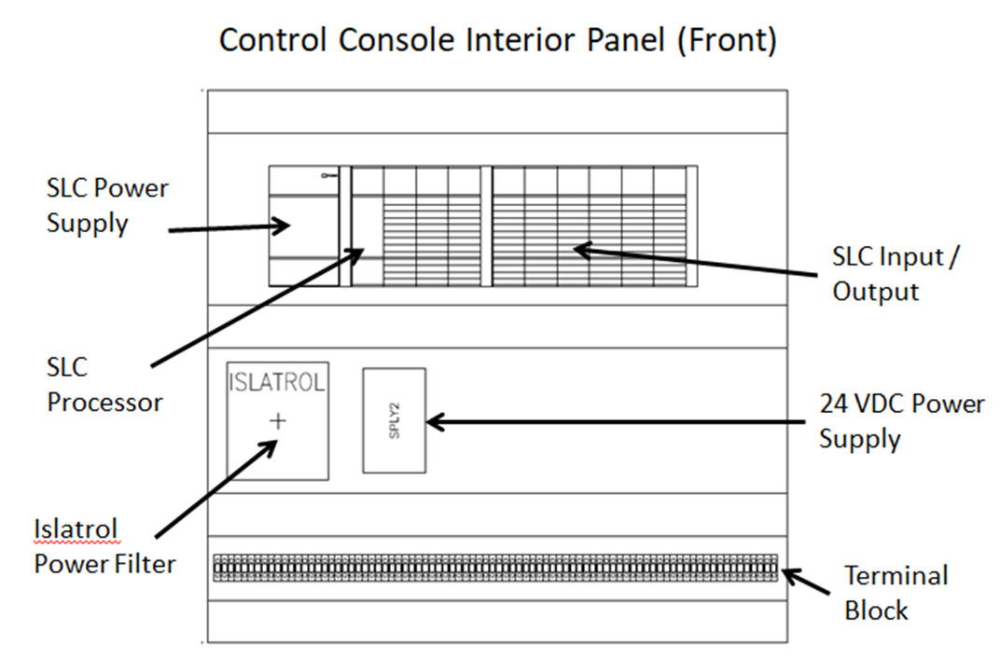 Control Console Interior Panel (Front)
SLC Power
Supply
SLC Input /
Output
SLC
Processor
ISLATROL
SPLY2
24 VDC Power
Supply
Islatrol
Power Filter
Terminal
Block